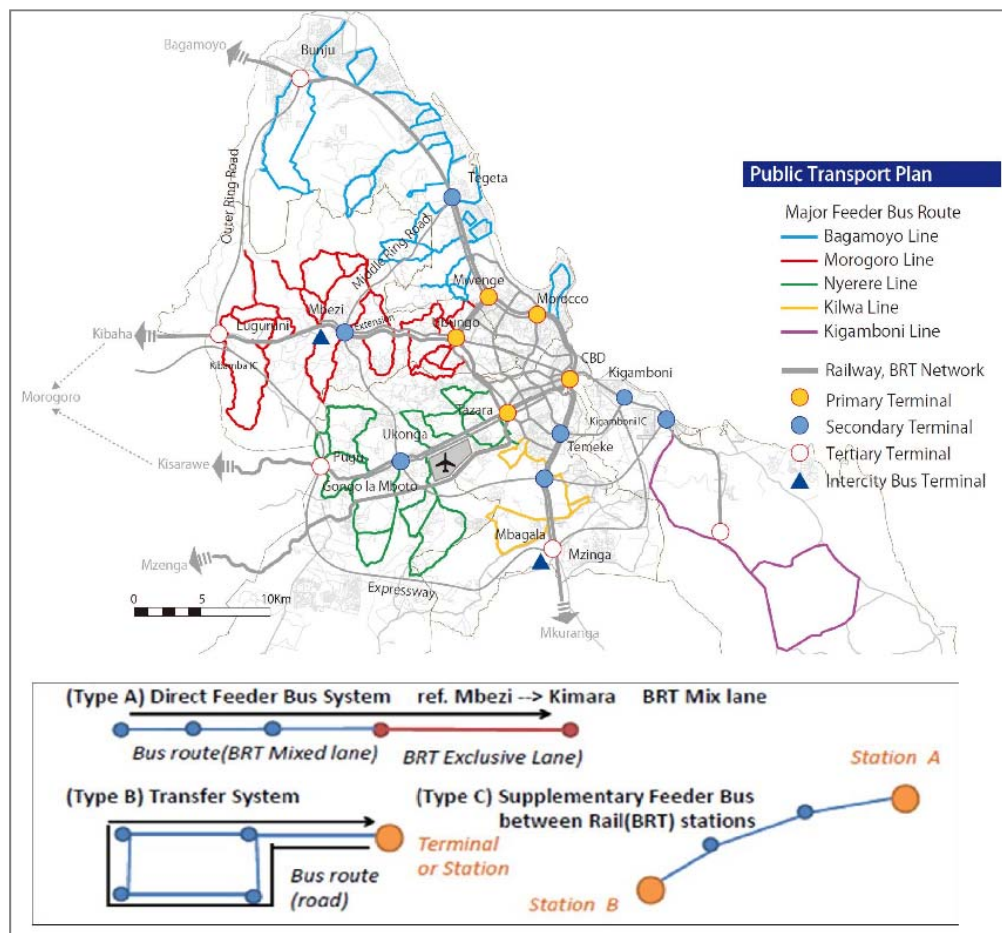 Bagamoyo
Bunju
Outer Ring Road
Tegeta
Middle Ring Road
Mwenge
Morocco
Mbezi
Extension
Ubungo
Luguruni
Kibaha
Kibamba IC
CBD
Kigamboni
Morogoro
Tazara
Kigamboni IC
Ukonga
Temeke
Pugu
Kisarawe
Gongo la Mboto
Mbagala
Mzinga
Mzenga
Expressway
0 5 10Km
Mkuranga
Public Transport Plan
Major Feeder Bus Route
Bagamoyo Line
Morogoro Line
Nyerere Line
Kilwa Line
Kigamboni Line
Railway, BRT Network
Primary Terminal
Secondary Terminal
Tertiary Terminal
Intercity Bus Terminal
(Type A) Direct Feeder Bus System ref. Mbezi --> Kimara BRT Mix lane
Bus route(BRT Mixed lane) BRT Exclusive Lane)
(Type B) Transfer System
Terminal
or Station
Bus route
(road)
(Type C) Supplementary Feeder Bus
between Rail(BRT) stations
Station A
Station B